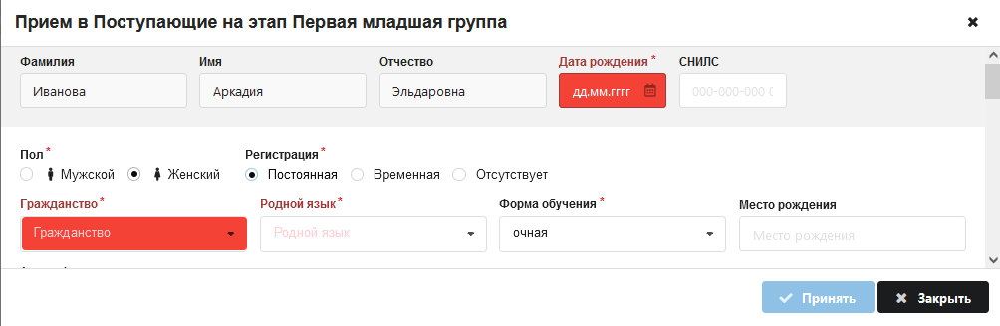 Прием в Поступающие на этап Первая младшая группа
Фамилия Имя Отчество Дата рождения * СНИЛС
Иванова Аркадия Эльдаровна дд.мм.гггг 000-000-000 0
Пол * Регистрация *
Мужской Женский Постоянная Временная Отсутствует
Гражданство * Родной язык * Форма обучения * Место рождения
Гражданство Родной язык очная Место рождения
Принять Закрыть